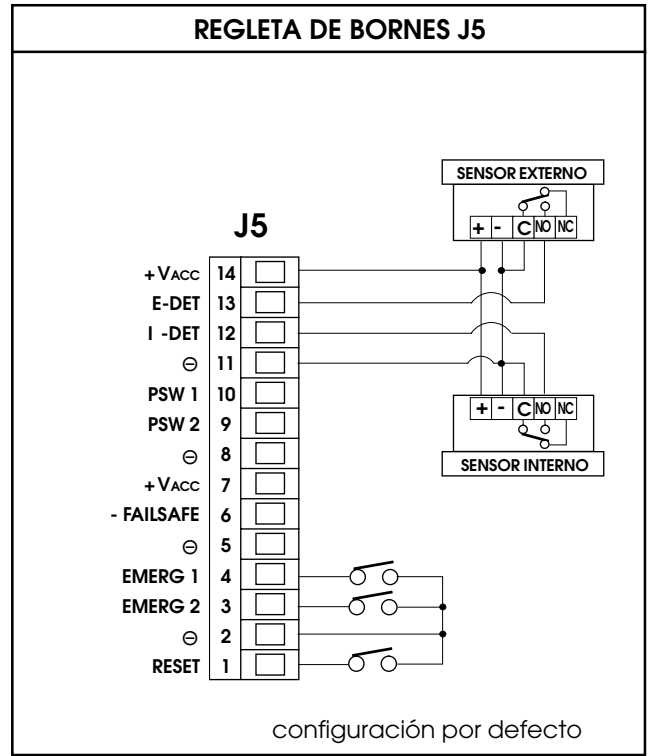 REGLETA DE BORNES J5
SENSOR EXTERNO
+ - C NO NC
J5
+VACC 14
E-DET 13
I -DET 12
⊖ 11
PSW 1 10
PSW 2 9
⊖ 8
+VACC 7
- FAILSAFE 6
⊖ 5
EMERG 1 4
EMERG 2 3
⊖ 2
RESET 1
+ - C NO NC
SENSOR INTERNO
configuración por defecto